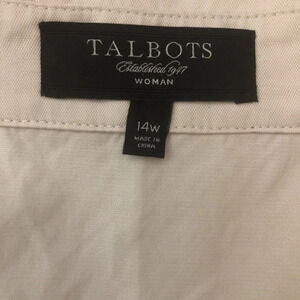 TALBOTS
Established 1947
WOMAN
14W
MADE IN
CHINA